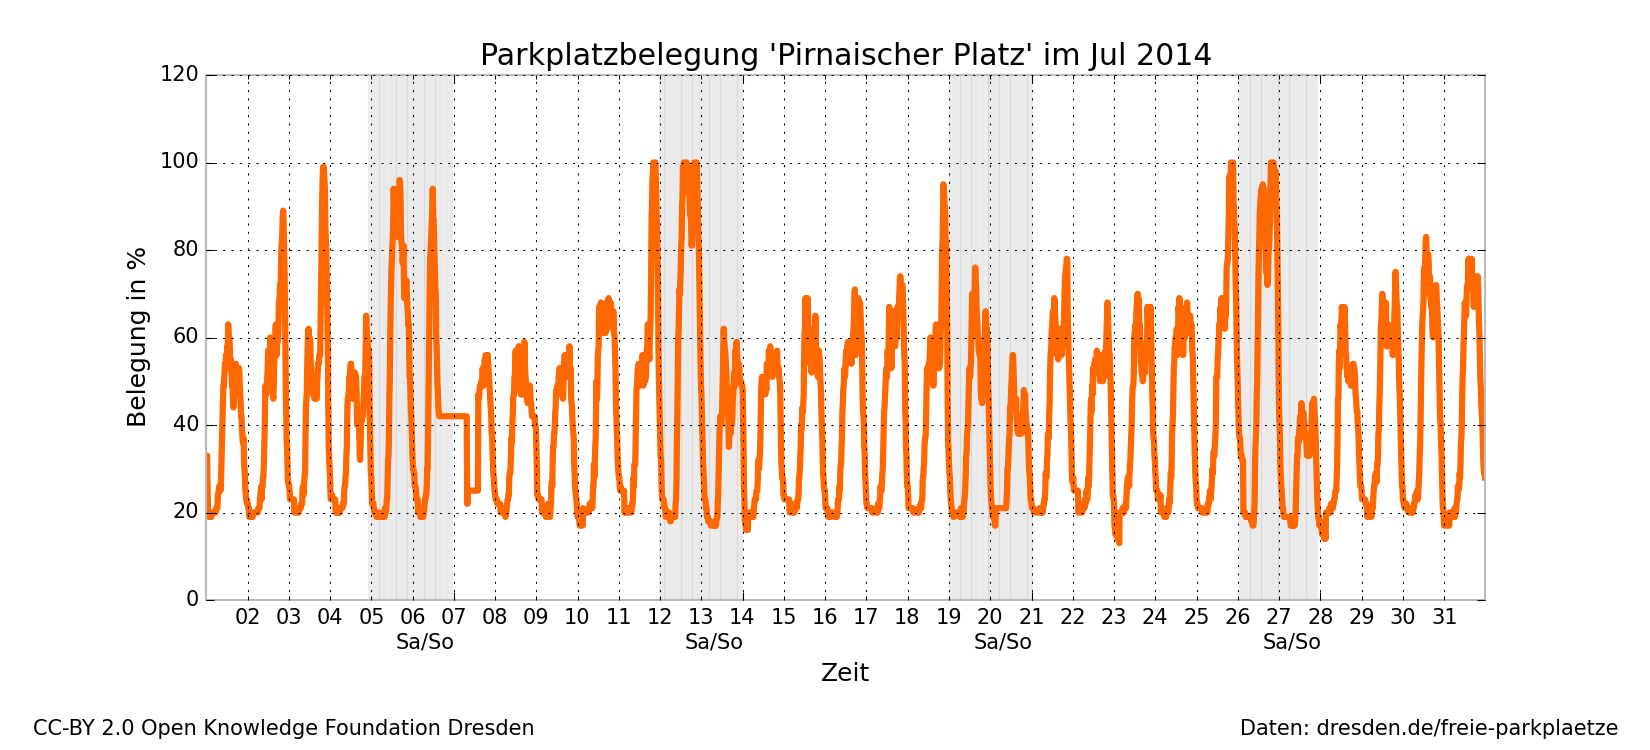 Parkplatzbelegung 'Pirnaischer Platz' im Jul 2014
120
100
80
60
40
20
0
Belegung in %
02 03 04 05 06 07 08 09 10 11 12 13 14 15 16 17 18 19 20 21 22 23 24 25 26 27 28 29 30 31
Sa/So Sa/So Sa/So Sa/So
Zeit
CC-BY 2.0 Open Knowledge Foundation Dresden
Daten: dresden.de/freie-parkplaetze